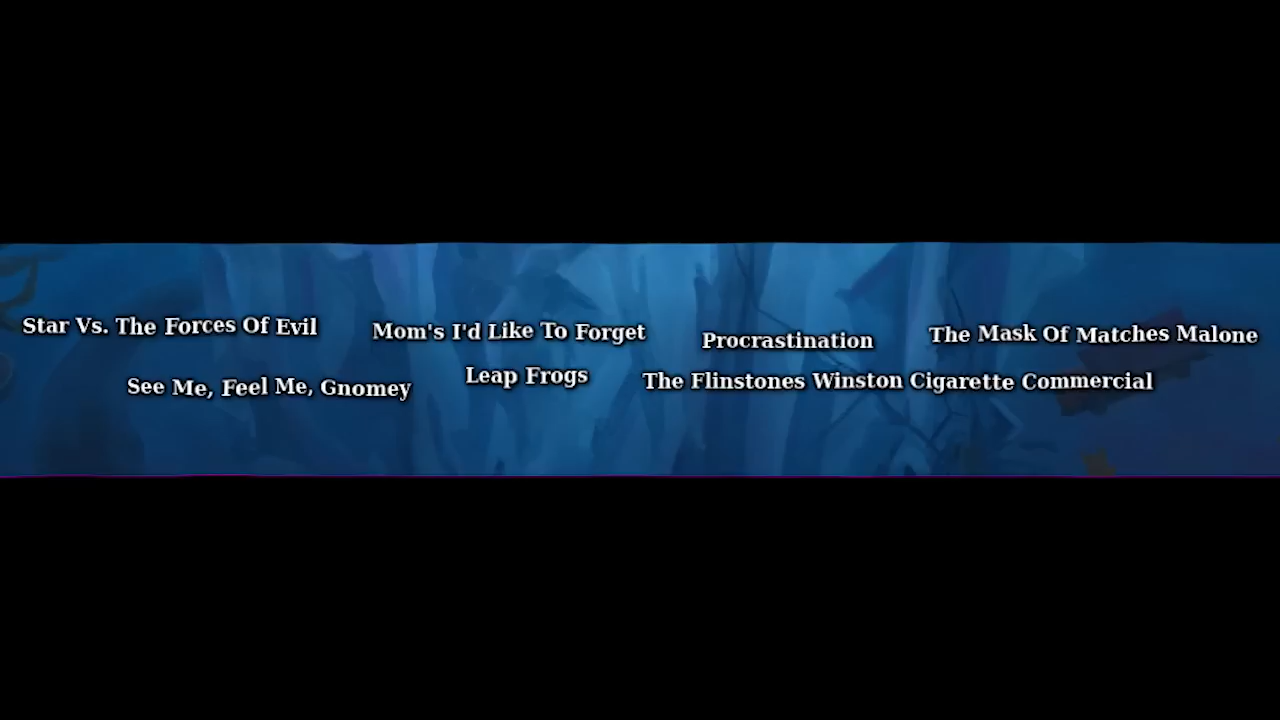 Star Vs. The Forces Of Evil
Mom's I'd Like To Forget
Procrastination
The Mask Of Matches Malone
See Me, Feel Me, Gnomey
Leap Frogs
The Flinstones Winston Cigarette Commercial